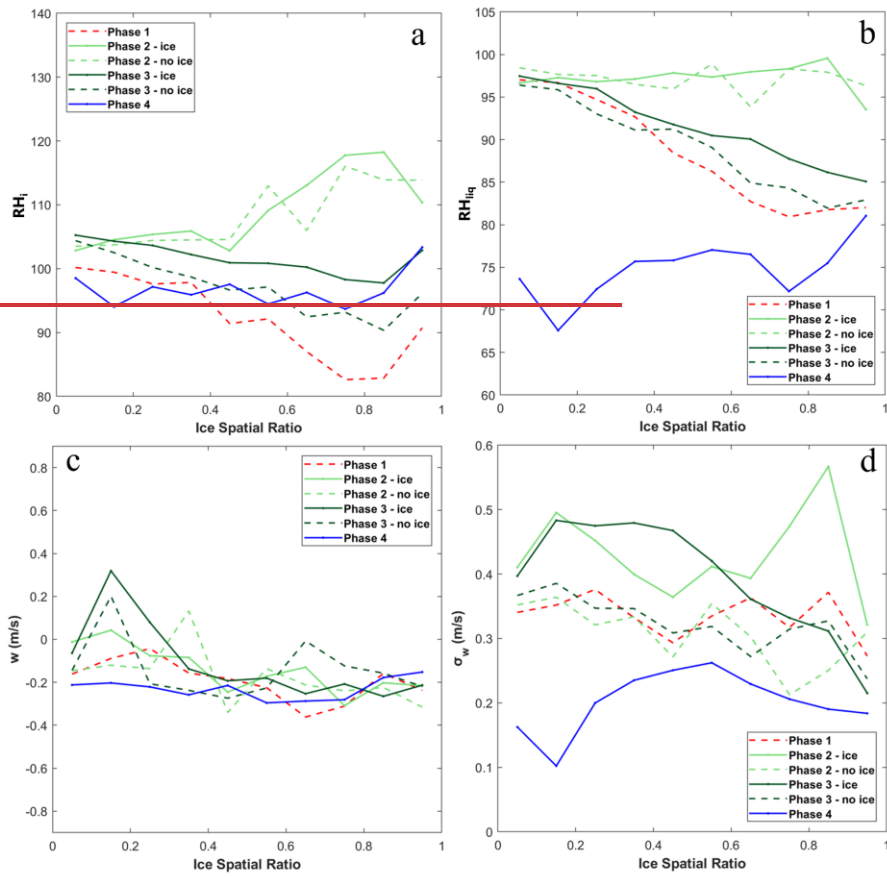 a
140
130
120
110
100
90
80
RHi
Phase 1
Phase 2 - ice
Phase 2 - no ice
Phase 3 - ice
Phase 3 - no ice
Phase 4
0
0.2
0.4
0.6
0.8
1
Ice Spatial Ratio
b
105
100
95
90
85
80
75
70
65
60
RHliq
Phase 1
Phase 2 - ice
Phase 2 - no ice
Phase 3 - ice
Phase 3 - no ice
Phase 4
0
0.2
0.4
0.6
0.8
1
Ice Spatial Ratio
c
0.8
0.6
0.4
0.2
0
-0.2
-0.4
-0.6
-0.8
w (m/s)
Phase 1
Phase 2 - ice
Phase 2 - no ice
Phase 3 - ice
Phase 3 - no ice
Phase 4
0
0.2
0.4
0.6
0.8
1
Ice Spatial Ratio
d
0.6
0.5
0.4
0.3
0.2
0.1
0
σw (m/s)
Phase 1
Phase 2 - ice
Phase 2 - no ice
Phase 3 - ice
Phase 3 - no ice
Phase 4
0
0.2
0.4
0.6
0.8
1
Ice Spatial Ratio